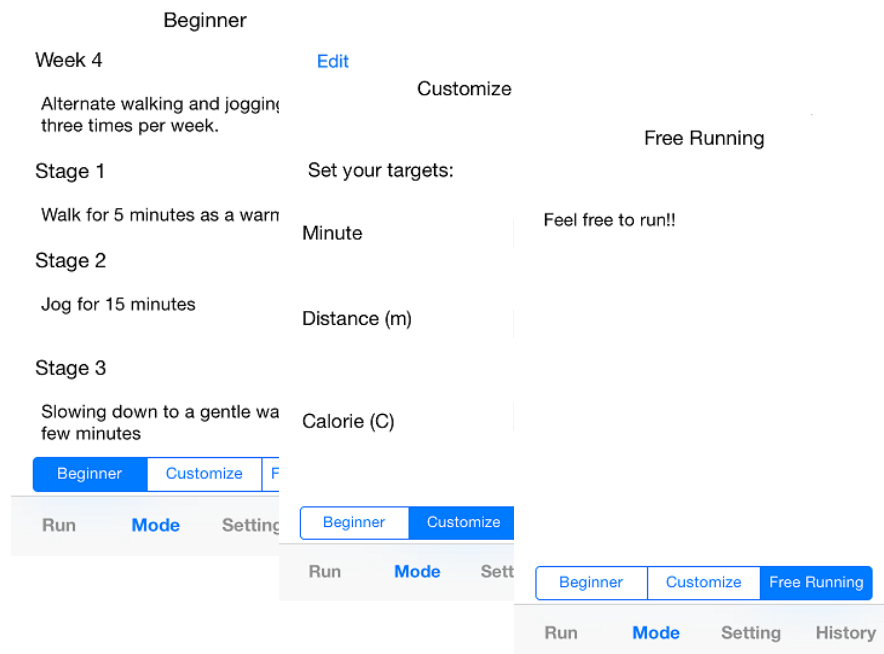 Beginner
Week 4
Alternate walking and jogging
three times per week.
Stage 1
Walk for 5 minutes as a warm
Stage 2
Jog for 15 minutes
Stage 3
Slowing down to a gentle wa
few minutes
Beginner Customize F
Run Mode Setting
Edit
Customize
Set your targets:
Minute
Distance (m)
Calorie (C)
Beginner Customize
Run Mode Sett
Free Running
Feel free to run!!
Beginner Customize Free Running
Run Mode Setting History